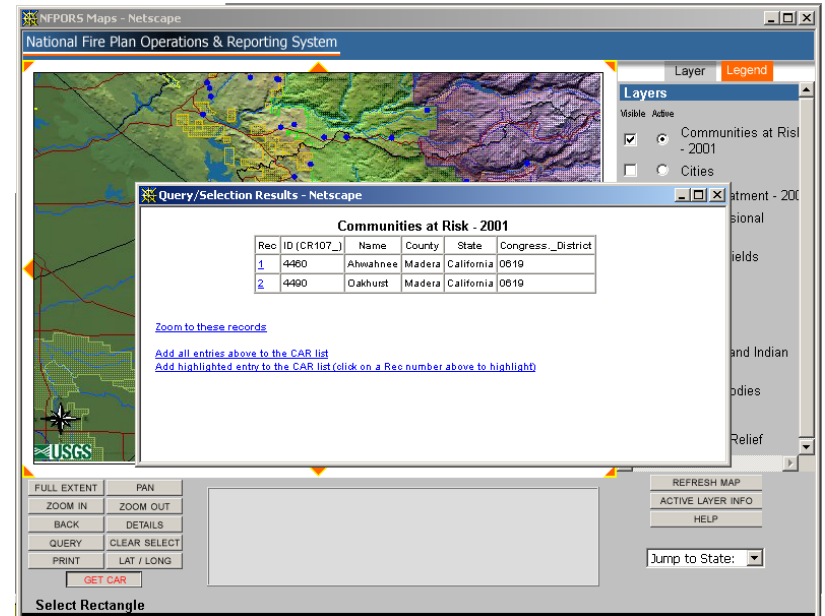 NFPORS Maps - Netscape
National Fire Plan Operations & Reporting System
Layer Legend
Layers
Visible Active
Communities at Risk
- 2001
Cities
Query/Selection Results - Netscape
Communities at Risk - 2001
Rec ID (CR107_) Name County State Congress._District
1 4460 Ahwahnee Madera California 0619
2 4490 Oakhurst Madera California 0619
Zoom to these records
Add all entries above to the CAR list
Add highlighted entry to the CAR list (click on a Rec number above to highlight)
atment - 200
sional
ields
and Indian
odies
Relief
USGS
FULL EXTENT PAN
ZOOM IN ZOOM OUT
BACK DETAILS
QUERY CLEAR SELECT
PRINT LAT / LONG
GET CAR
REFRESH MAP
ACTIVE LAYER INFO
HELP
Jump to State:
Select Rectangle